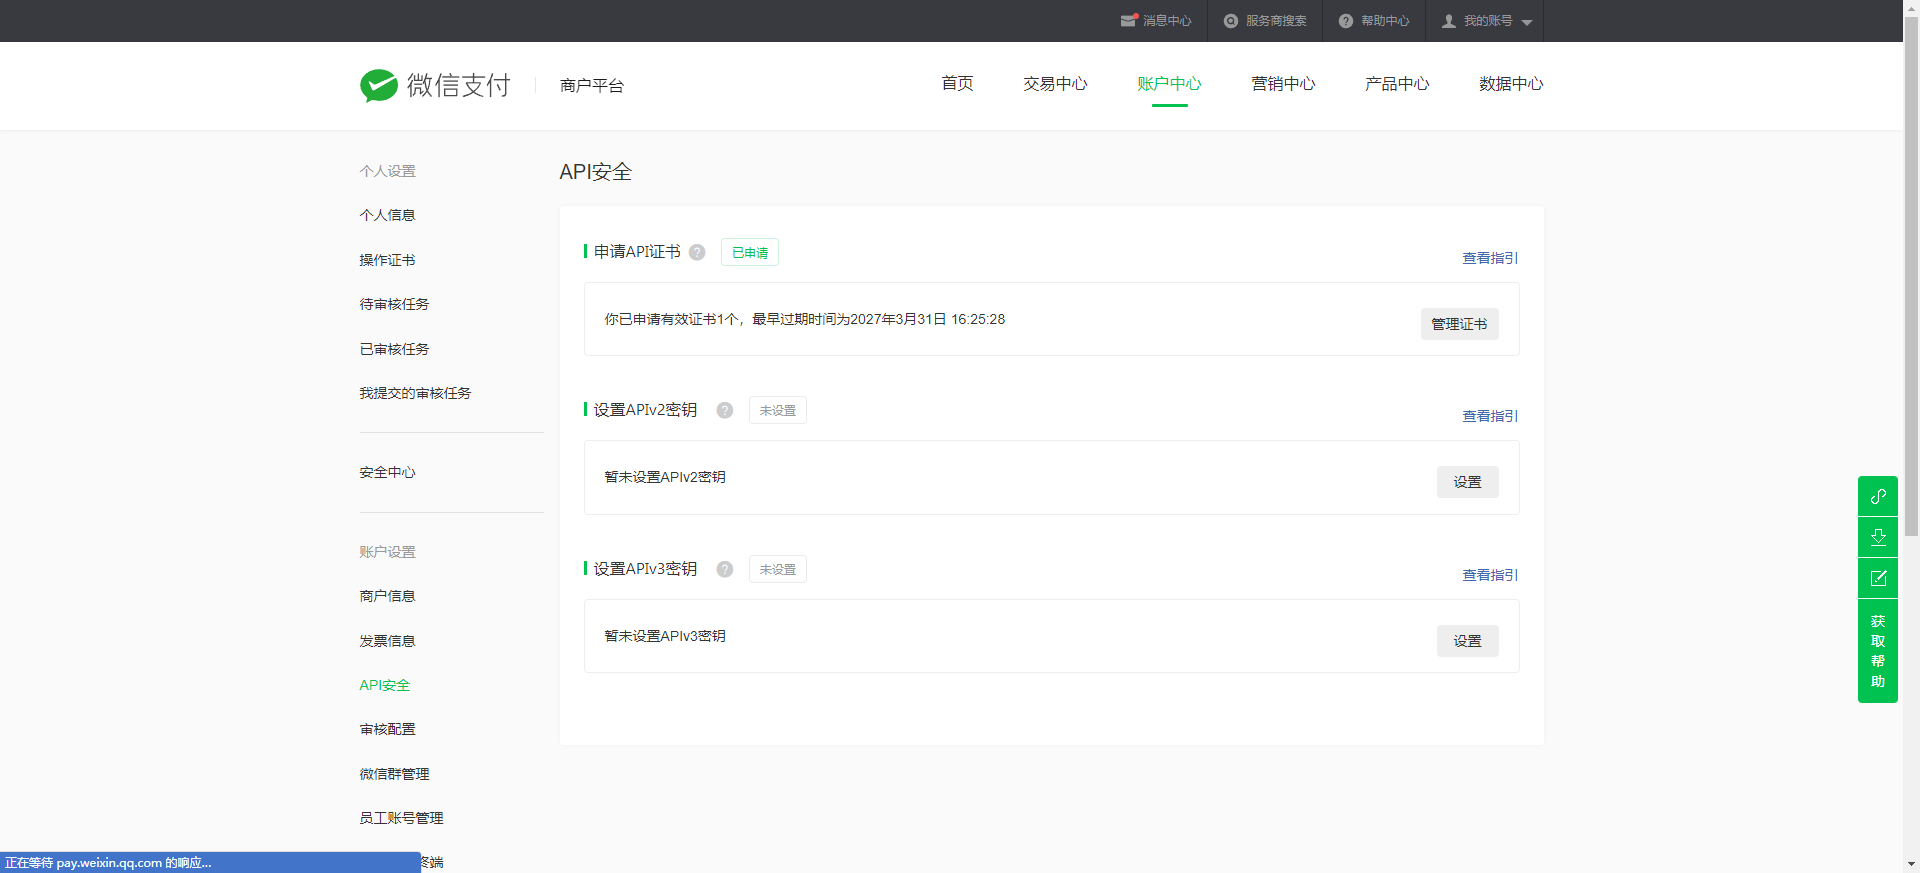 消息中心
服务商搜索
帮助中心
我的账号
微信支付
商户平台
首页
交易中心
账户中心
营销中心
产品中心
数据中心
个人设置
个人信息
操作证书
待审核任务
已审核任务
我提交的审核任务
安全中心
账户设置
商户信息
发票信息
API安全
审核配置
微信群管理
员工账号管理
终端
API安全
申请API证书
?
已申请
查看指引
你已申请有效证书1个，最早过期时间为2027年3月31日 16:25:28
管理证书
设置APIv2密钥
?
未设置
查看指引
暂未设置APIv2密钥
设置
设置APIv3密钥
?
未设置
查看指引
暂未设置APIv3密钥
设置
获
取
帮
助
正在等待 pay.weixin.qq.com 的响应...